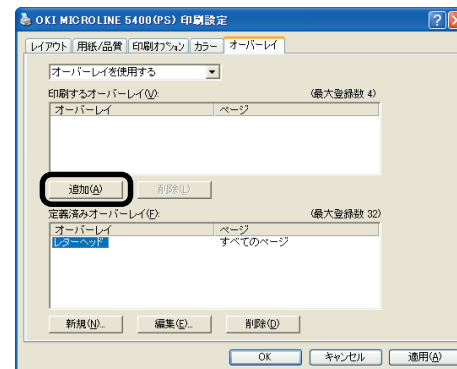 OKI MICROLINE 5400(PS) 印刷設定
レイアウト 用紙/品質 印刷オプション カラー オーバーレイ
オーバーレイを使用する
印刷するオーバーレイ(V): (最大登録数 4)
オーバーレイ ページ
追加(A) 削除(L)
定義済みオーバーレイ(F): (最大登録数 32)
オーバーレイ ページ
レターヘッド すべてのページ
新規(N)... 編集(E)... 削除(D)
OK キャンセル 適用(A)